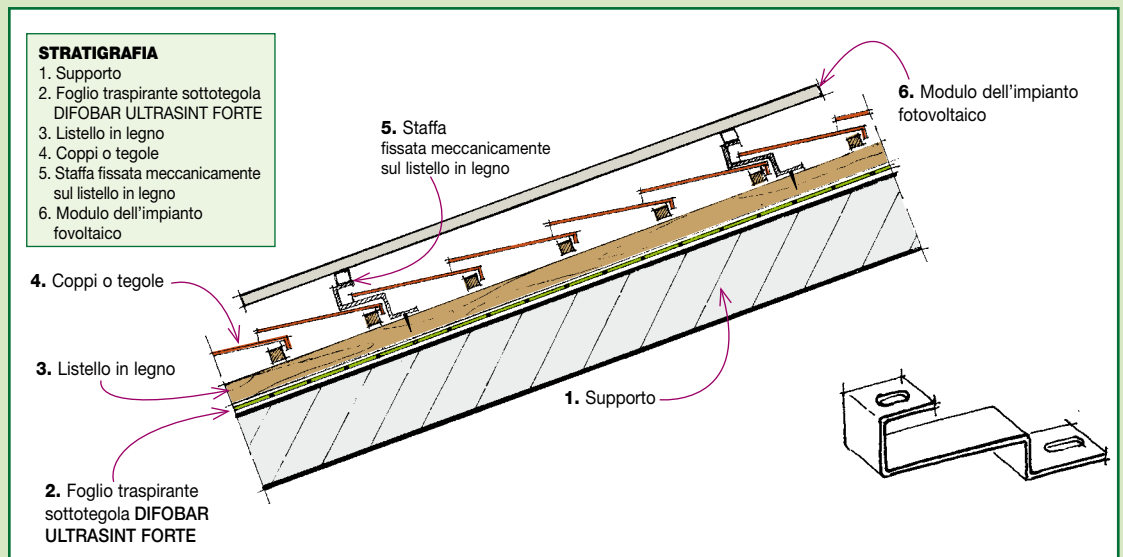 STRATIGRAFIA
1. Supporto
2. Foglio traspirante sottotegola
DIFOBAR ULTRASINT FORTE
3. Listello in legno
4. Coppi o tegole
5. Staffa fissata meccanicamente
sul listello in legno
6. Modulo dell'impianto
fovoltaico
5. Staffa
fissata meccanicamente
sul listello in legno
6. Modulo dell'impianto
fotovoltaico
4. Coppi o tegole
3. Listello in legno
1. Supporto
2. Foglio traspirante
sottotegola DIFOBAR
ULTRASINT FORTE